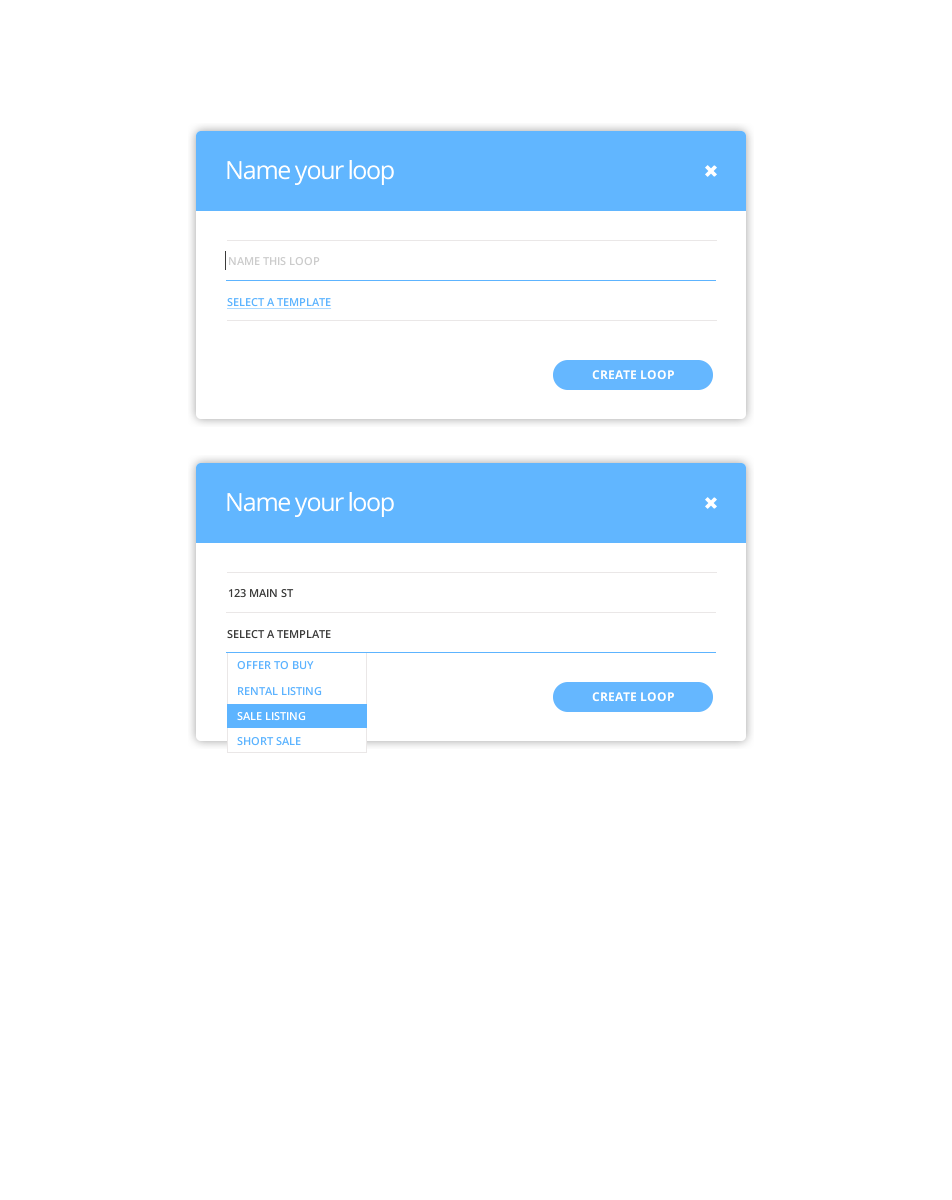 Name your loop
NAME THIS LOOP
SELECT A TEMPLATE
CREATE LOOP
Name your loop
123 MAIN ST
SELECT A TEMPLATE
OFFER TO BUY
RENTAL LISTING
CREATE LOOP
SALE LISTING
SHORT SALE